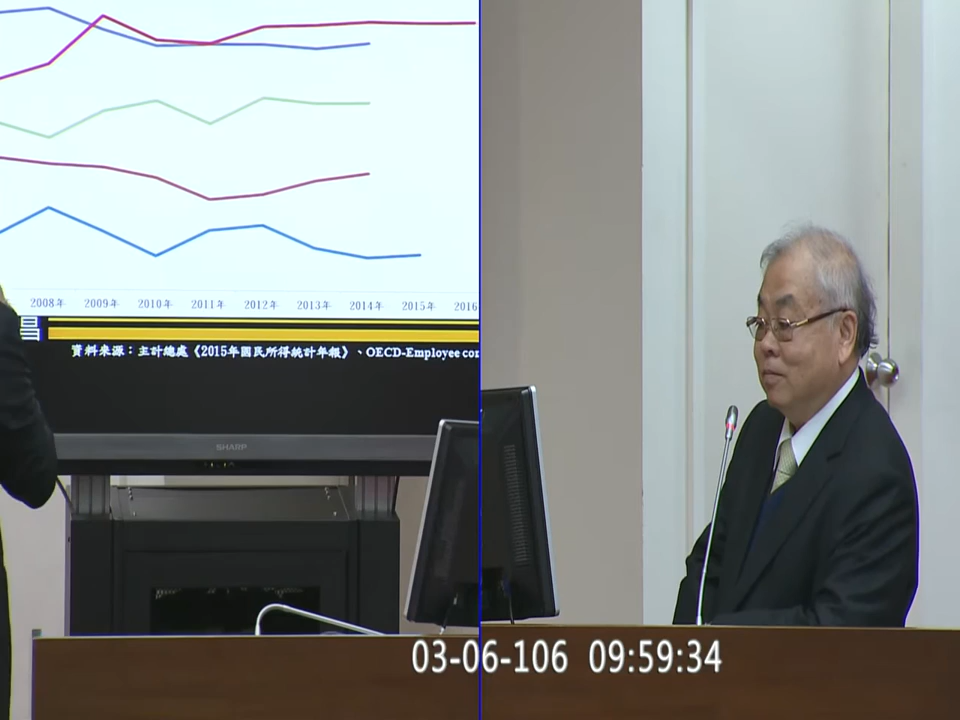 2008年 2009年 2010年 2011年 2012年 2013年 2014年 2015年 2016
昌
資料來源：主計總處《2015年國民所得統計年報》、OECD-Employee con
SHARP
03-06-106 09:59:34